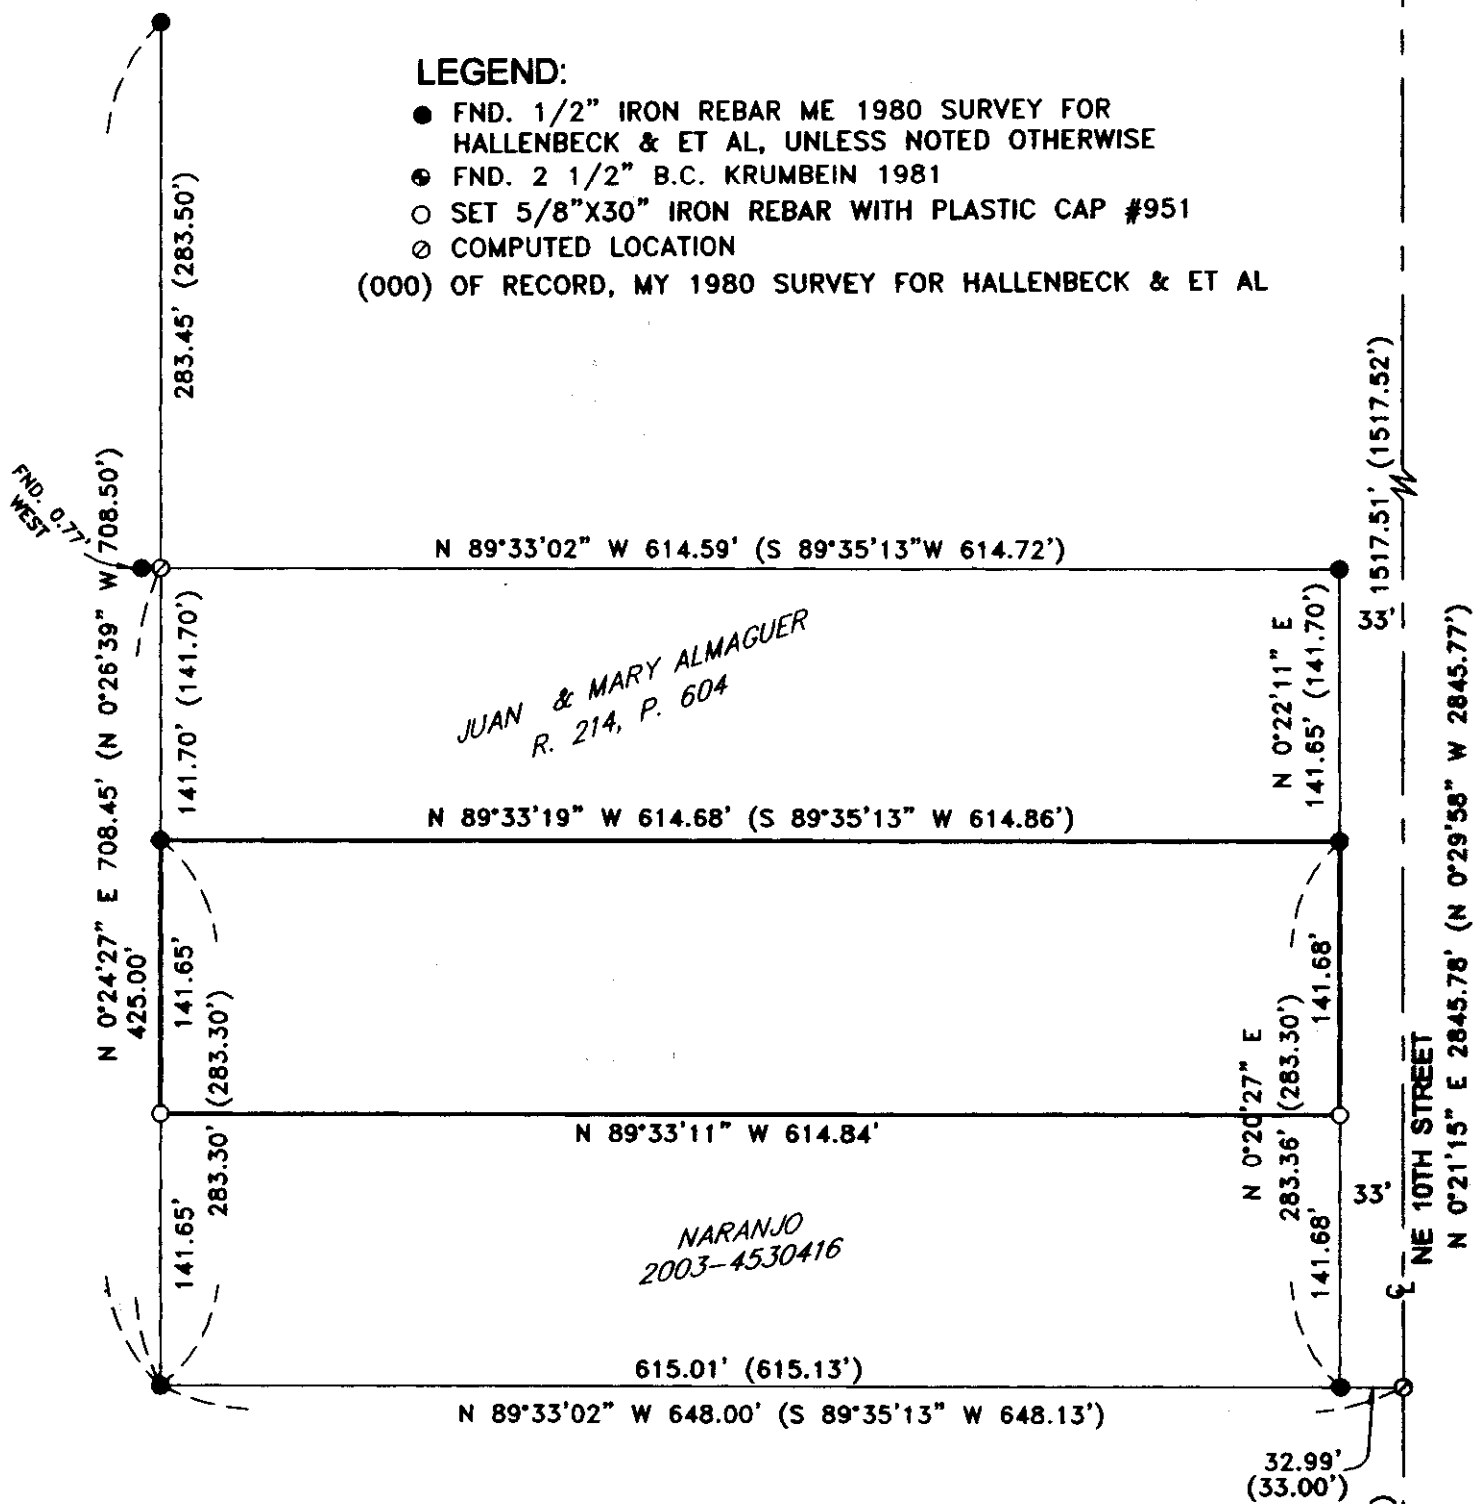 LEGEND:
● FND. 1/2" IRON REBAR ME 1980 SURVEY FOR
HALLENBECK & ET AL, UNLESS NOTED OTHERWISE
FND. 2 1/2" B.C. KRUMBEIN 1981
○ SET 5/8"X30" IRON REBAR WITH PLASTIC CAP #951
⊘ COMPUTED LOCATION
(000) OF RECORD, MY 1980 SURVEY FOR HALLENBECK & ET AL
283.45' (283.50')
1517.51' (1517.52')
FND. 0.77'
WEST
N 0°24'27" E 708.45' (N 0°26'39" W 708.50')
425.00'
N 89°33'02" W 614.59' (S 89°35'13"W 614.72')
141.70' (141.70')
JUAN & MARY ALMAGUER
R. 214, P. 604
N 0°22'11" E
141.65' (141.70')
33'
N 89°33'19" W 614.68' (S 89°35'13" W 614.86')
141.65'
283.30' (283.30')
141.68'
N 0°20'27" E
283.36' (283.30')
N 89°33'11" W 614.84'
NE 10TH STREET
N 0°21'15" E 2845.78' (N 0°29'58" W 2845.77')
33'
℄
141.65'
NARANJO
2003-4530416
141.68'
615.01' (615.13')
N 89°33'02" W 648.00' (S 89°35'13" W 648.13')
32.99'
(33.00')